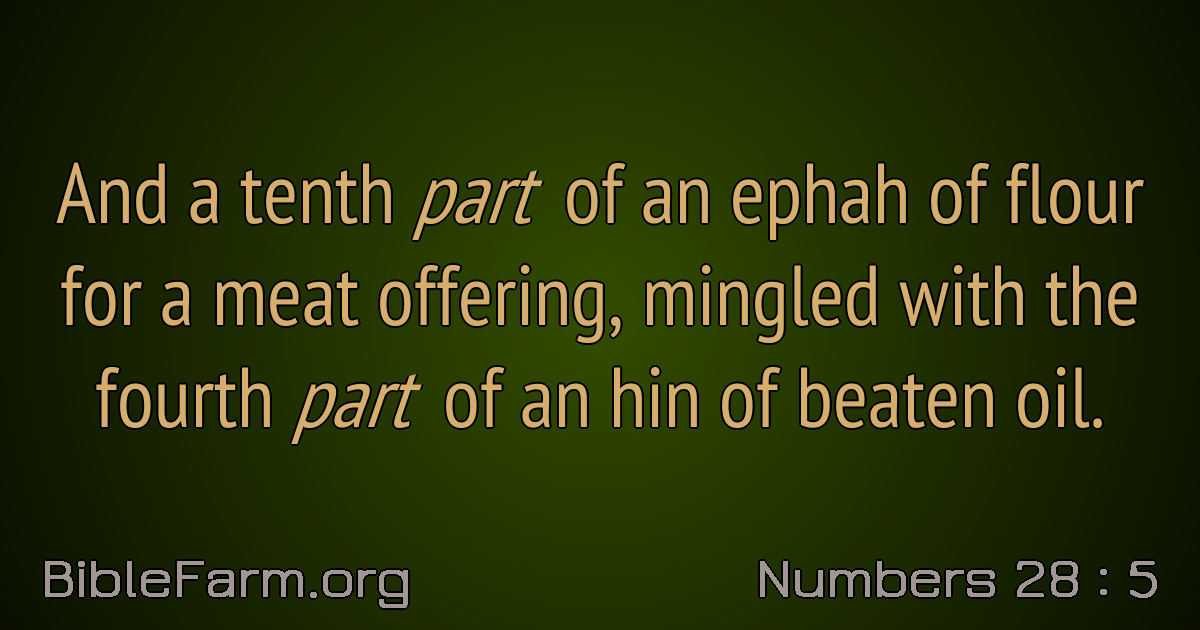 And a tenth part of an ephah of flour
for a meat offering, mingled with the
fourth part of an hin of beaten oil.
BibleFarm.org
Numbers 28 : 5